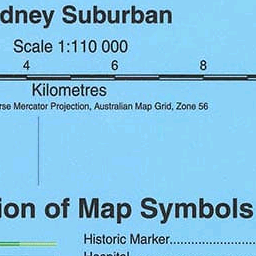 dney Suburban
Scale 1:110 000
4 6 8
Kilometres
rse Mercator Projection, Australian Map Grid, Zone 56
ion of Map Symbols
Historic Marker....................
Hospital